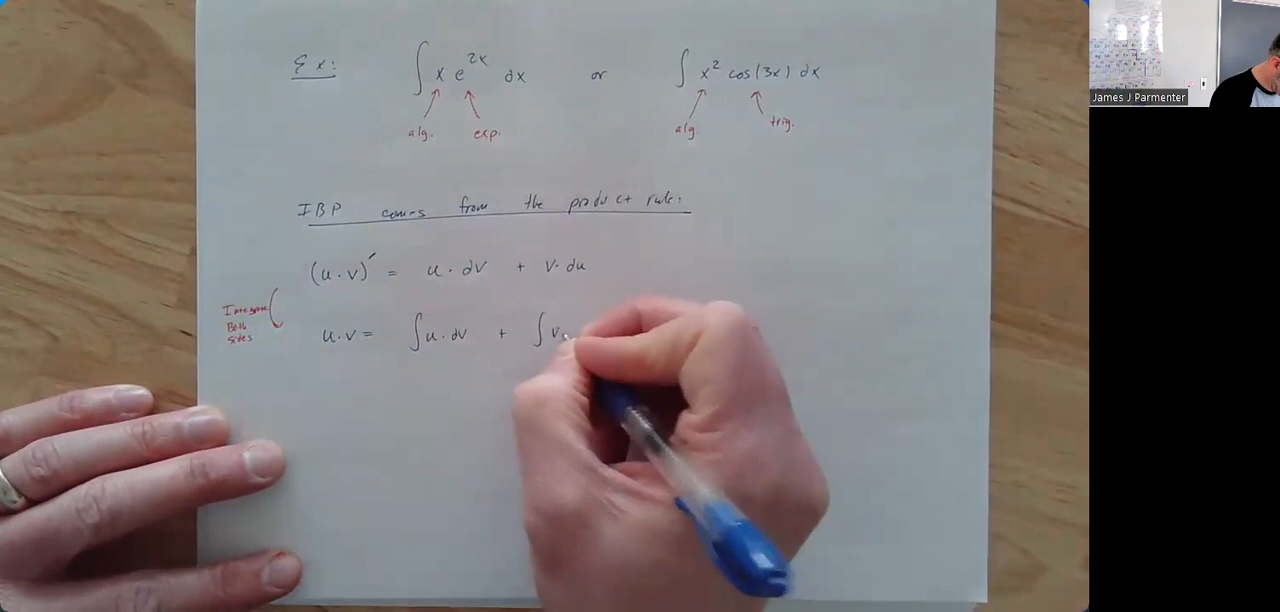 Ex: ∫ x e^{2x} dx or ∫ x² cos(3x) dx
alg. exp. alg. trig.
IBP comes from the product rule:
(u·v)' = u·dv + v·du
Integrate
Both
sides
u·v = ∫u·dv + ∫v
James J Parmenter